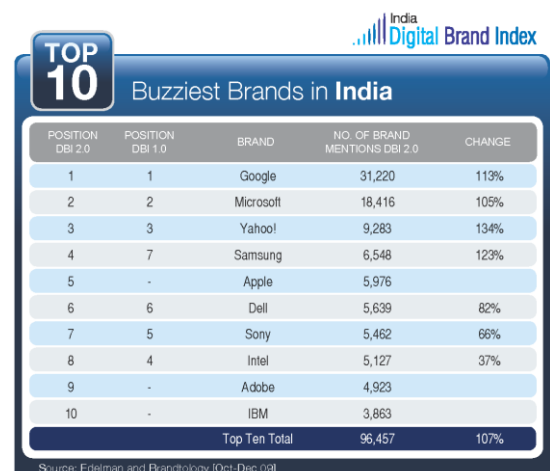 India
Digital Brand Index
TOP
10
Buzziest Brands in India
POSITION DBI 2.0 POSITION DBI 1.0 BRAND NO. OF BRAND MENTIONS DBI 2.0 CHANGE
1 1 Google 31,220 113%
2 2 Microsoft 18,416 105%
3 3 Yahoo! 9,283 134%
4 7 Samsung 6,548 123%
5 - Apple 5,976
6 6 Dell 5,639 82%
7 5 Sony 5,462 66%
8 4 Intel 5,127 37%
9 - Adobe 4,923
10 - IBM 3,863
Top Ten Total 96,457 107%
Source: Edelman and Brandtology [Oct-Dec 09]